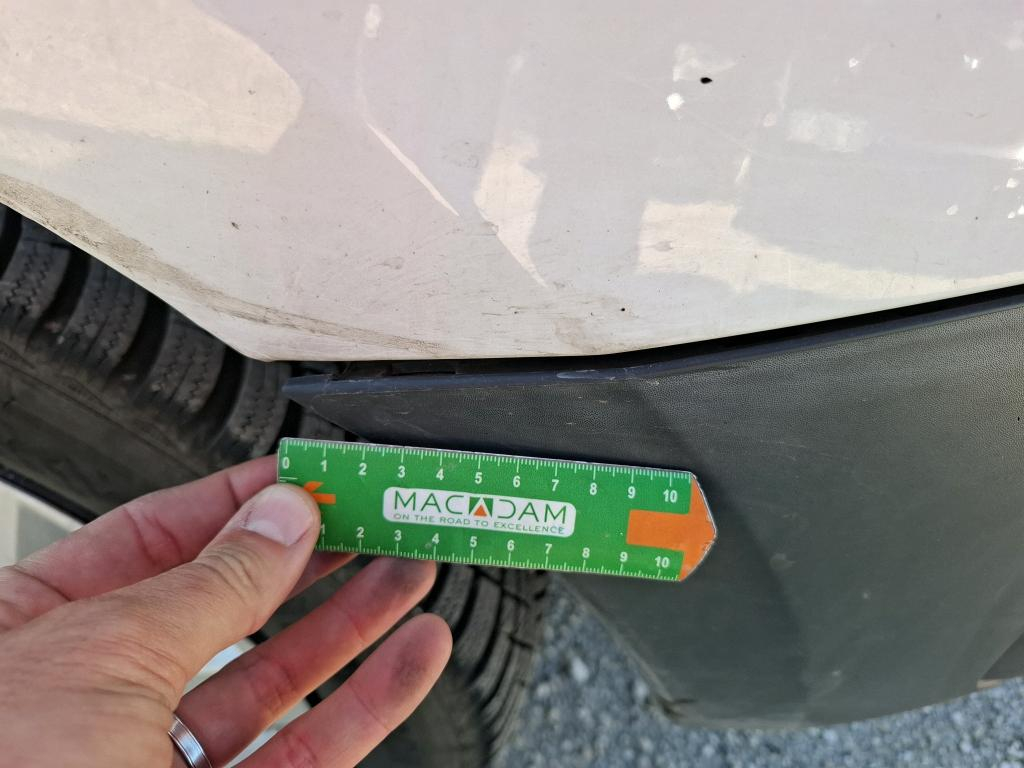 0 1 2 3 4 5 6 7 8 9 10
MACADAM
ON THE ROAD TO EXCELLENCE
1 2 3 4 5 6 7 8 9 10